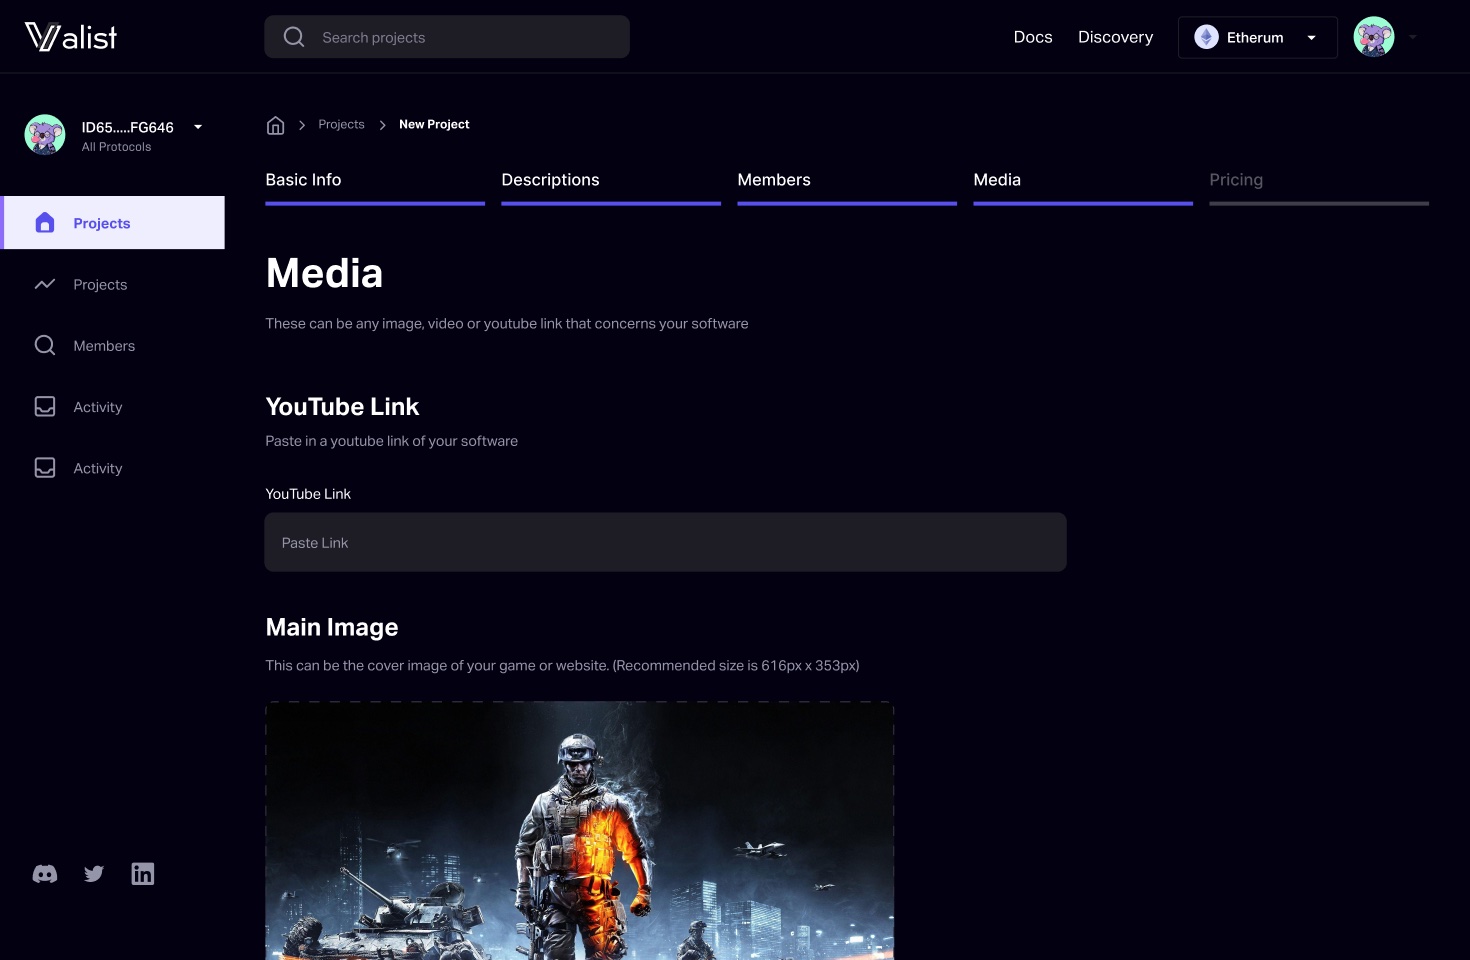 Valist
Search projects
Docs
Discovery
Etherum
ID65.....FG646
All Protocols
Projects
Projects
Members
Activity
Activity
Projects
New Project
Basic Info
Descriptions
Members
Media
Pricing
Media
These can be any image, video or youtube link that concerns your software
YouTube Link
Paste in a youtube link of your software
YouTube Link
Paste Link
Main Image
This can be the cover image of your game or website. (Recommended size is 616px x 353px)
in